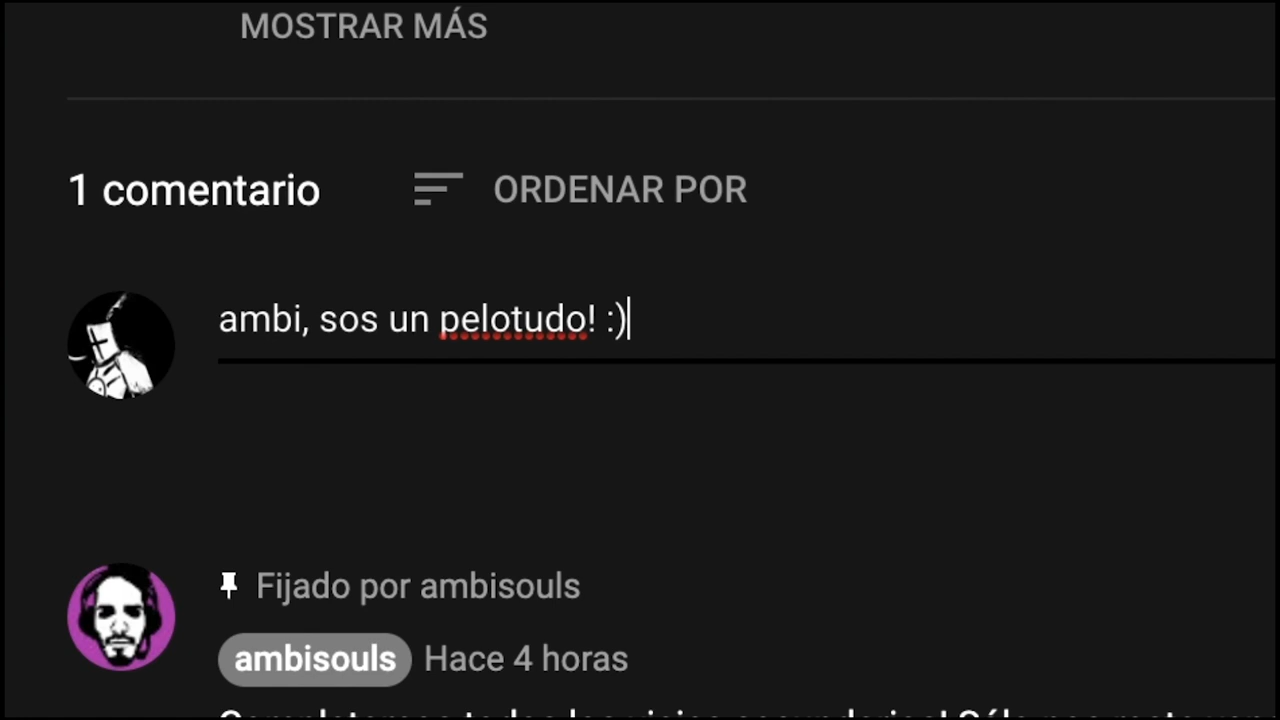 MOSTRAR MÁS
1 comentario
ORDENAR POR
ambi, sos un pelotudo! :)
Fijado por ambisouls
ambisouls Hace 4 horas